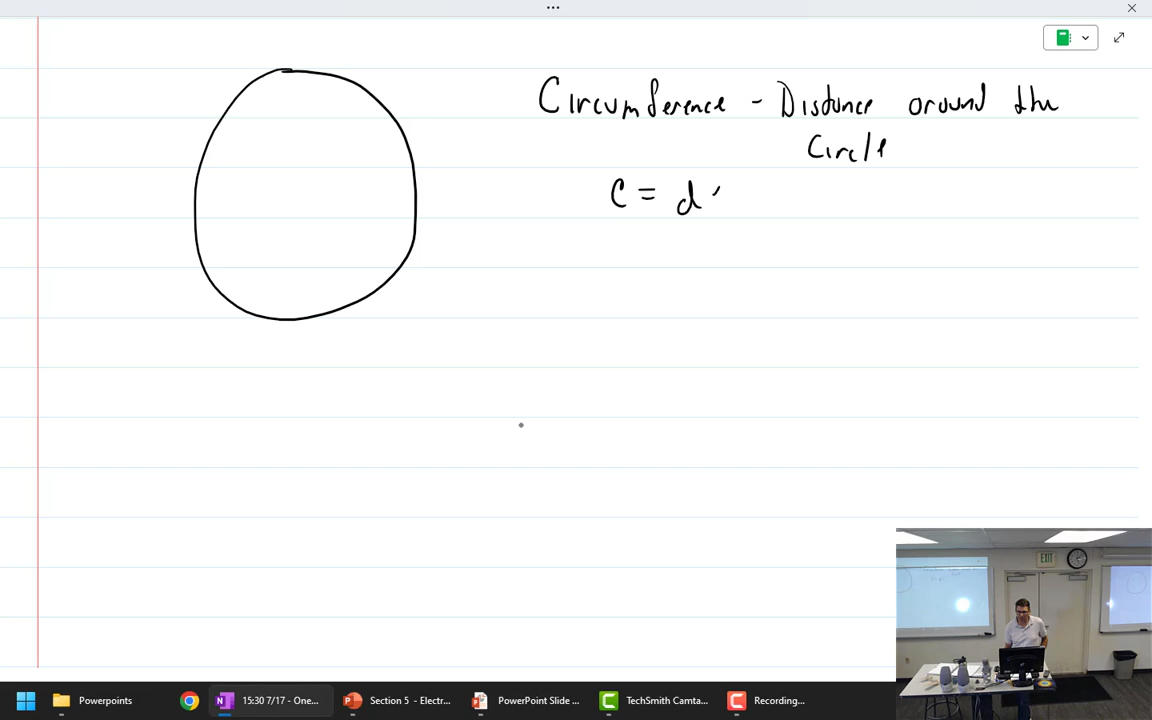 Circumference - Distance around the
Circle
C = d
15:30 7/17 - One...
Powerpoints
Section 5 - Electr...
PowerPoint Slide ...
TechSmith Camta...
Recording...
EXIT